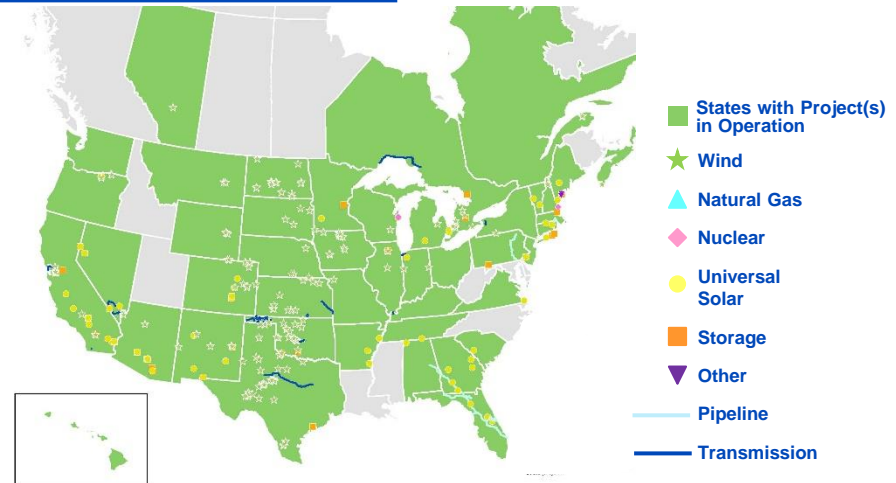 States with Project(s)
in Operation
Wind
Natural Gas
Nuclear
Universal
Solar
Storage
Other
Pipeline
Transmission